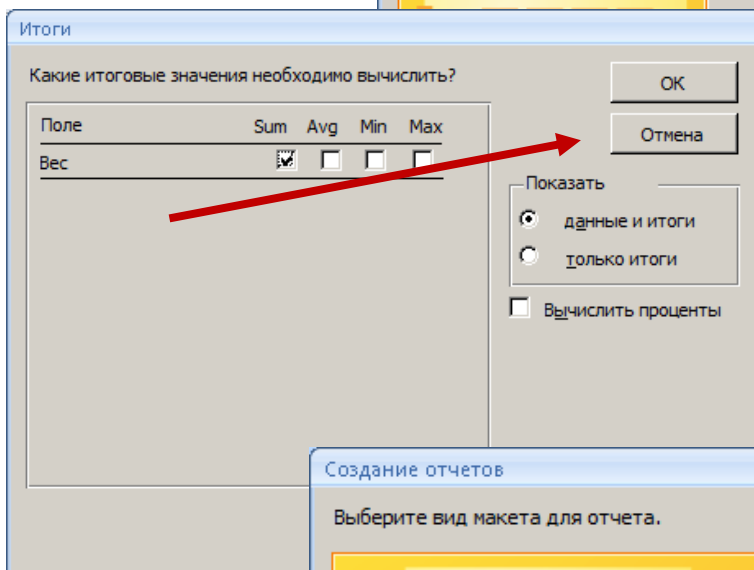 Итоги
Какие итоговые значения необходимо вычислить?
OK
Поле Sum Avg Min Max
Отмена
Вес
Показать
данные и итоги
только итоги
Вычислить проценты
Создание отчетов
Выберите вид макета для отчета.